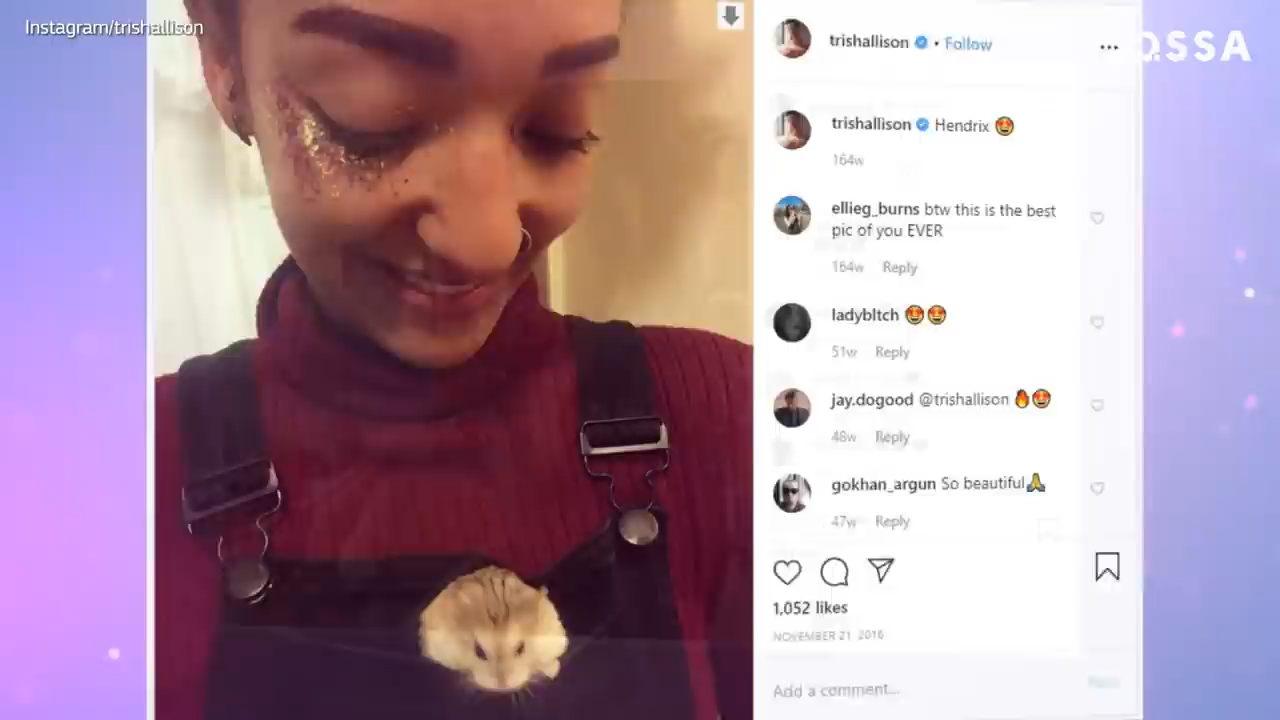 Instagram/trishallison
trishallison • Follow
QSSA
trishallison Hendrix 🤩
164w
ellieg_burns btw this is the best
pic of you EVER
164w Reply
ladybltch 🤩🤩
51w Reply
jay.dogood @trishallison 🔥🤩
48w Reply
gokhan_argun So beautiful🙏
47w Reply
1,052 likes
NOVEMBER 21, 2016
Add a comment...